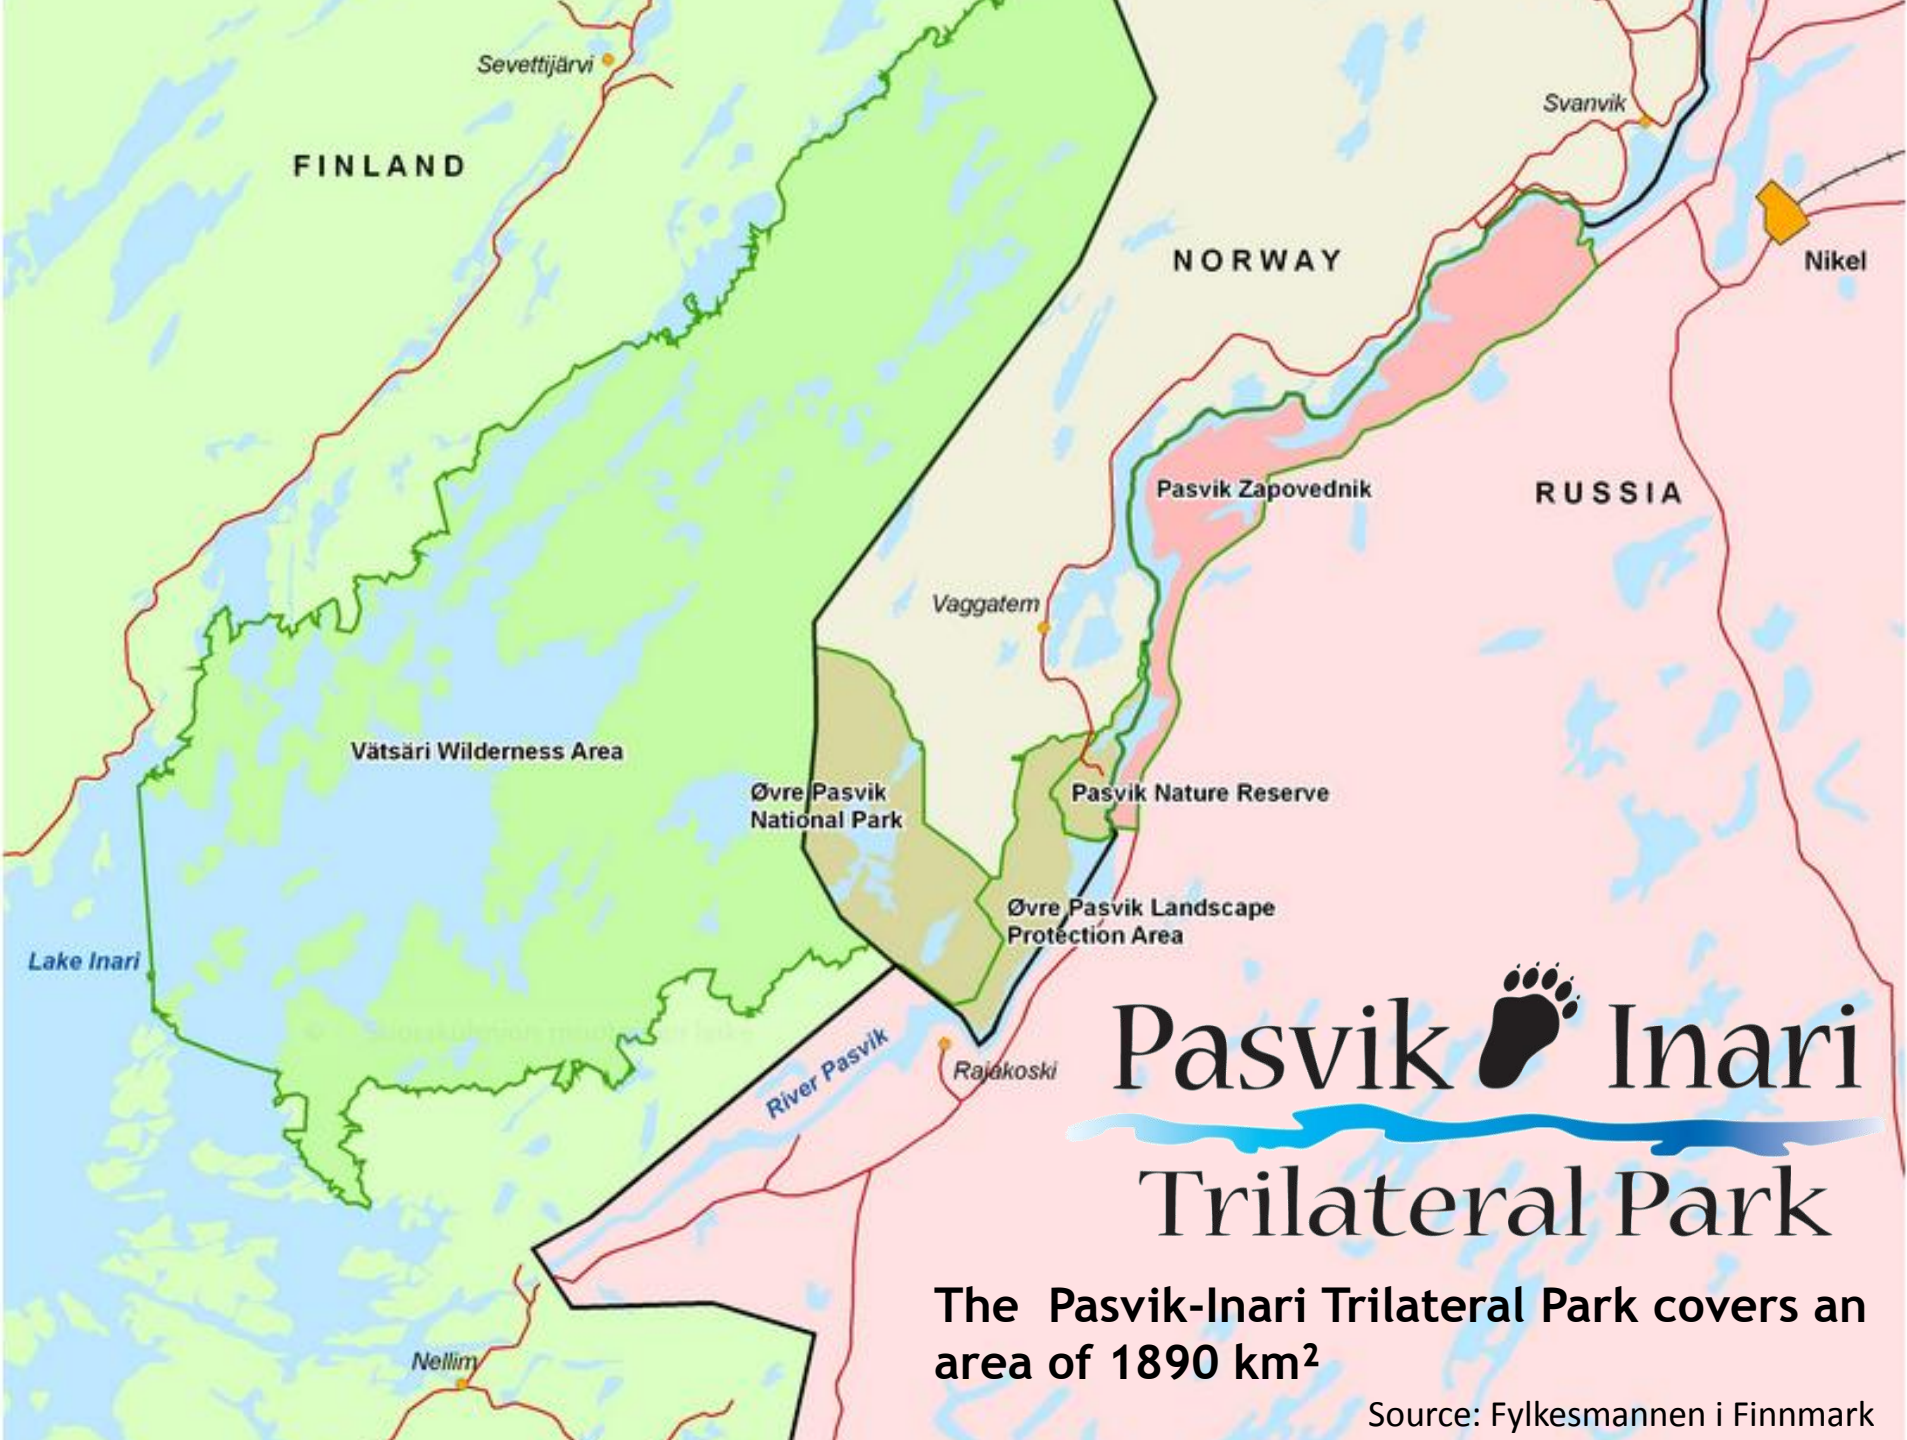 Sevettijärvi
FINLAND
Svanvik
NORWAY
Nikel
Pasvik Zapovednik
RUSSIA
Vaggatem
Vätsäri Wilderness Area
Øvre Pasvik
National Park
Pasvik Nature Reserve
Øvre Pasvik Landscape
Protection Area
Lake Inari
River Pasvik
Rajakoski
Nellim
Pasvik Inari
Trilateral Park
The Pasvik-Inari Trilateral Park covers an
area of 1890 km²
Source: Fylkesmannen i Finnmark